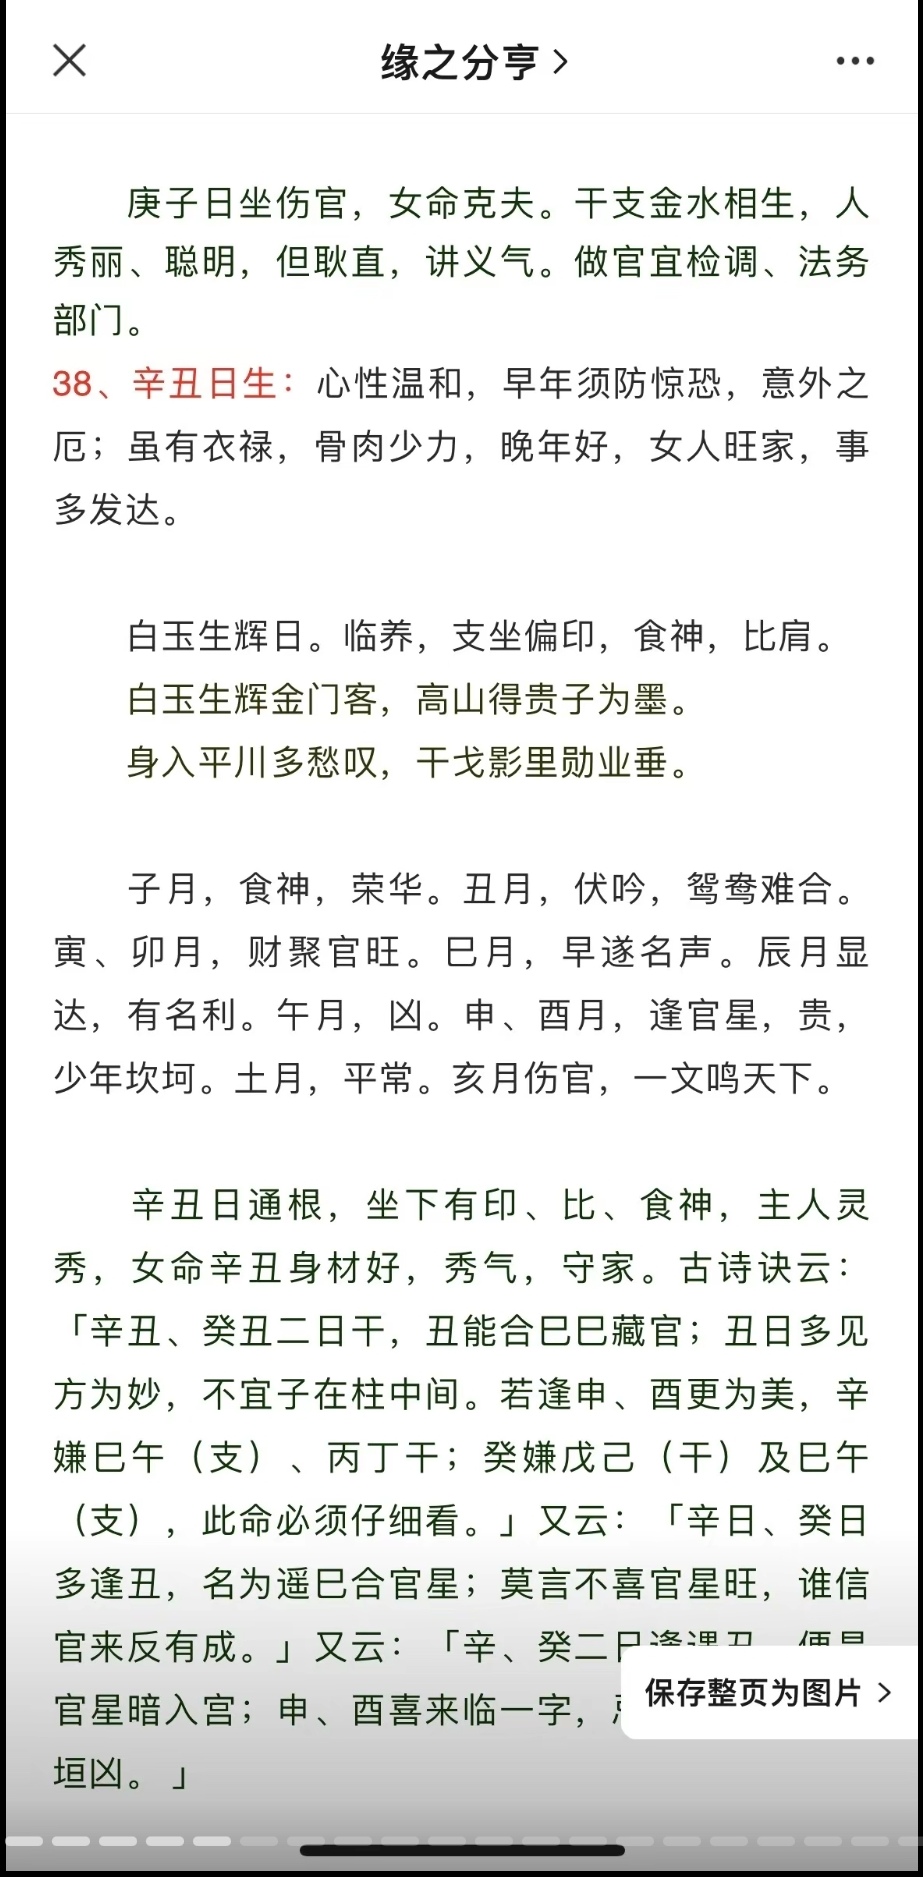 缘之分亨
庚子日坐伤官，女命克夫。干支金水相生，人
秀丽、聪明，但耿直，讲义气。做官宜检调、法务
部门。
38、辛丑日生：心性温和，早年须防惊恐，意外之
厄；虽有衣禄，骨肉少力，晚年好，女人旺家，事
多发达。
白玉生辉日。临养，支坐偏印，食神，比肩。
白玉生辉金门客，高山得贵子为墨。
身入平川多愁叹，干戈影里勋业垂。
子月，食神，荣华。丑月，伏吟，鸳鸯难合。
寅、卯月，财聚官旺。巳月，早遂名声。辰月显
达，有名利。午月，凶。申、酉月，逢官星，贵，
少年坎坷。土月，平常。亥月伤官，一文鸣天下。
辛丑日通根，坐下有印、比、食神，主人灵
秀，女命辛丑身材好，秀气，守家。古诗诀云：
「辛丑、癸丑二日干，丑能合巳巳藏官；丑日多见
方为妙，不宜子在柱中间。若逢申、酉更为美，辛
嫌巳午（支）、丙丁干；癸嫌戊己（干）及巳午
（支），此命必须仔细看。」又云：「辛日、癸日
多逢丑，名为遥巳合官星；莫言不喜官星旺，谁信
官来反有成。」又云：「辛、癸二日逢遇丑，便是
官星暗入宫；申、酉喜来临一字，
保存整页为图片
垣凶。」